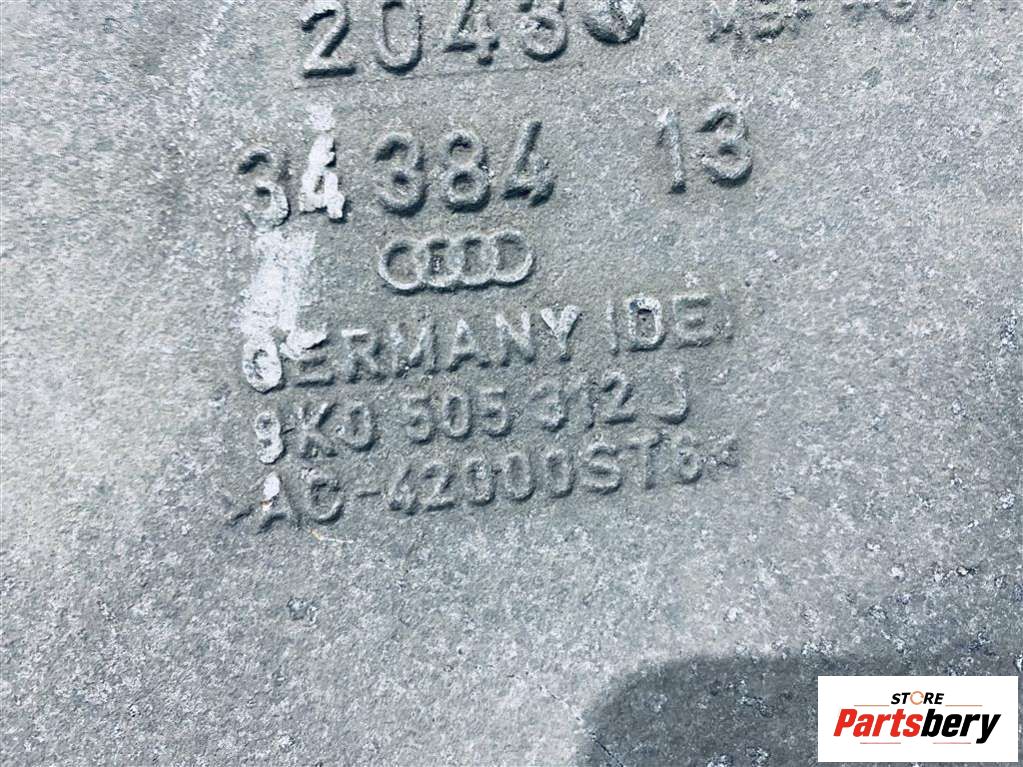 2043
34 384 13
GERMANY (DE)
9K0 505 312 J
>AC-42000ST6<
STORE
Partsbery